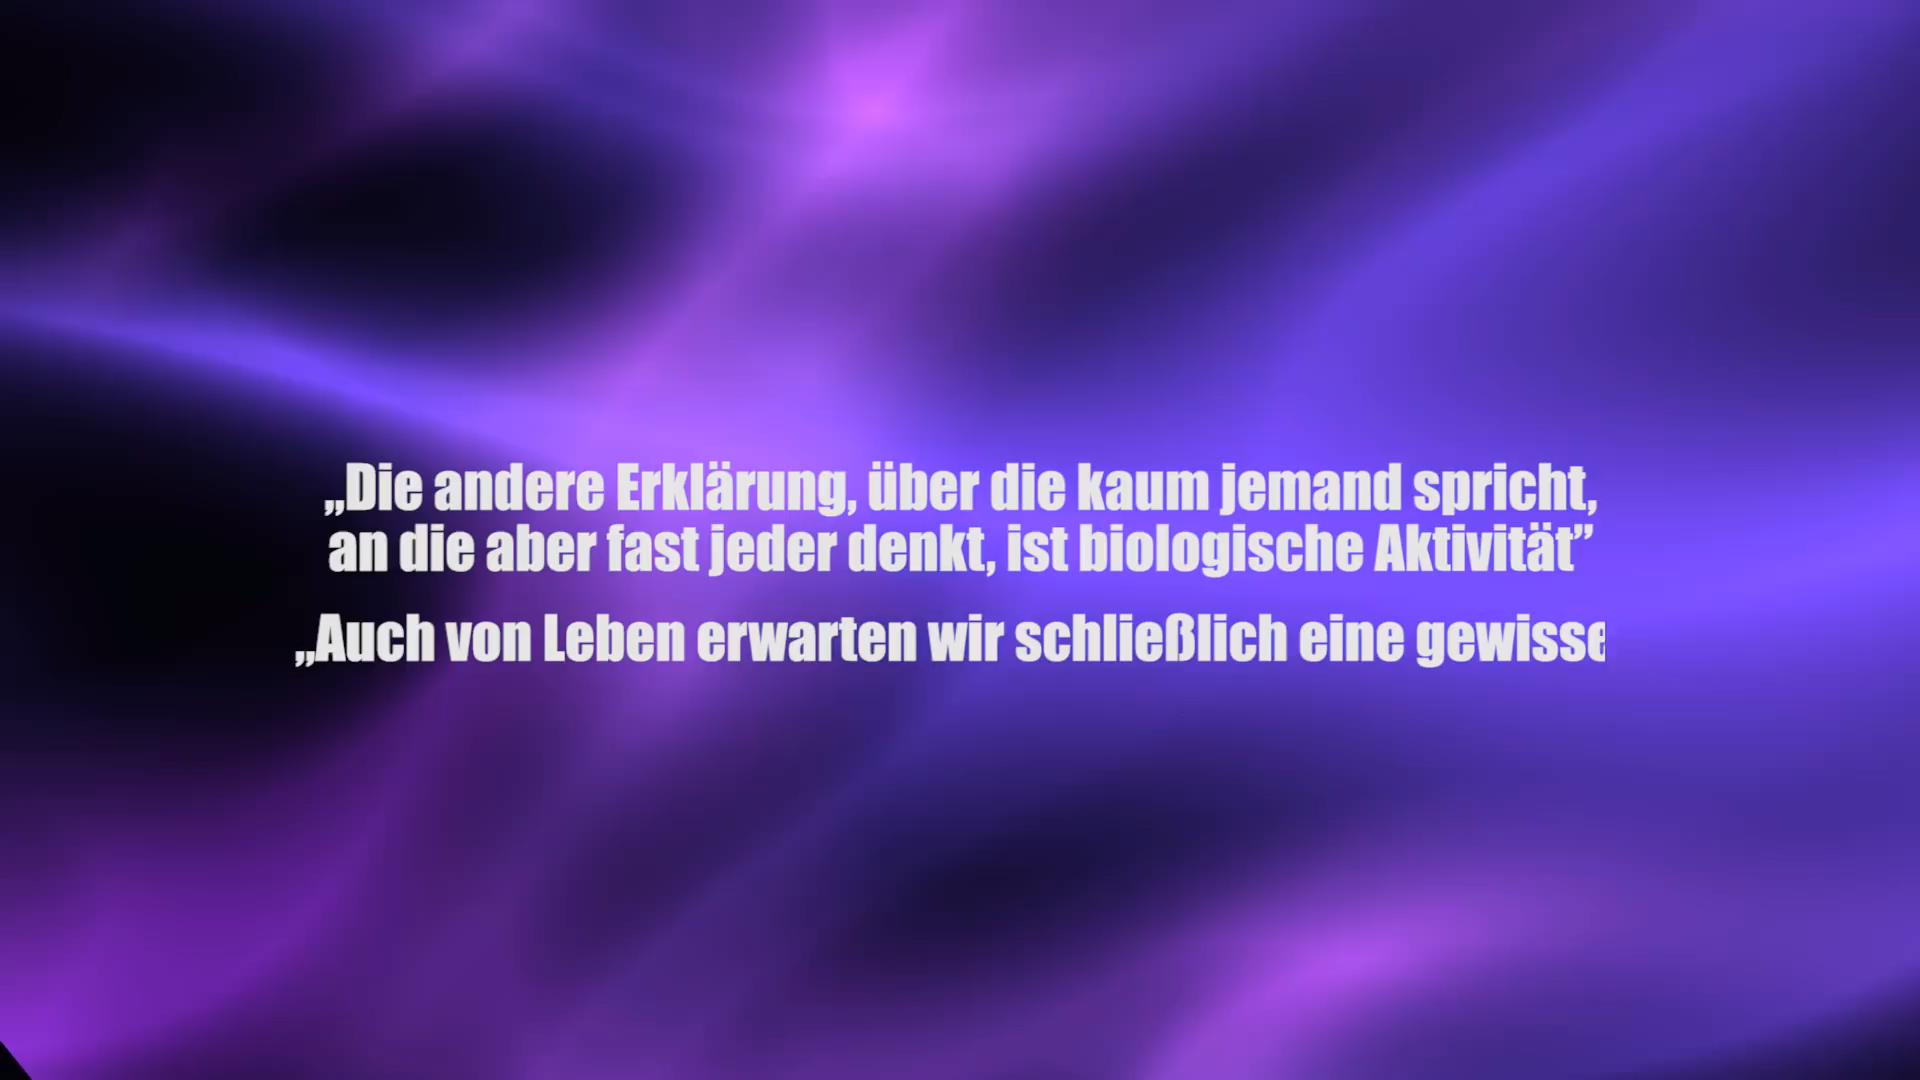 „Die andere Erklärung, über die kaum jemand spricht,
an die aber fast jeder denkt, ist biologische Aktivität”
„Auch von Leben erwarten wir schließlich eine gewisse